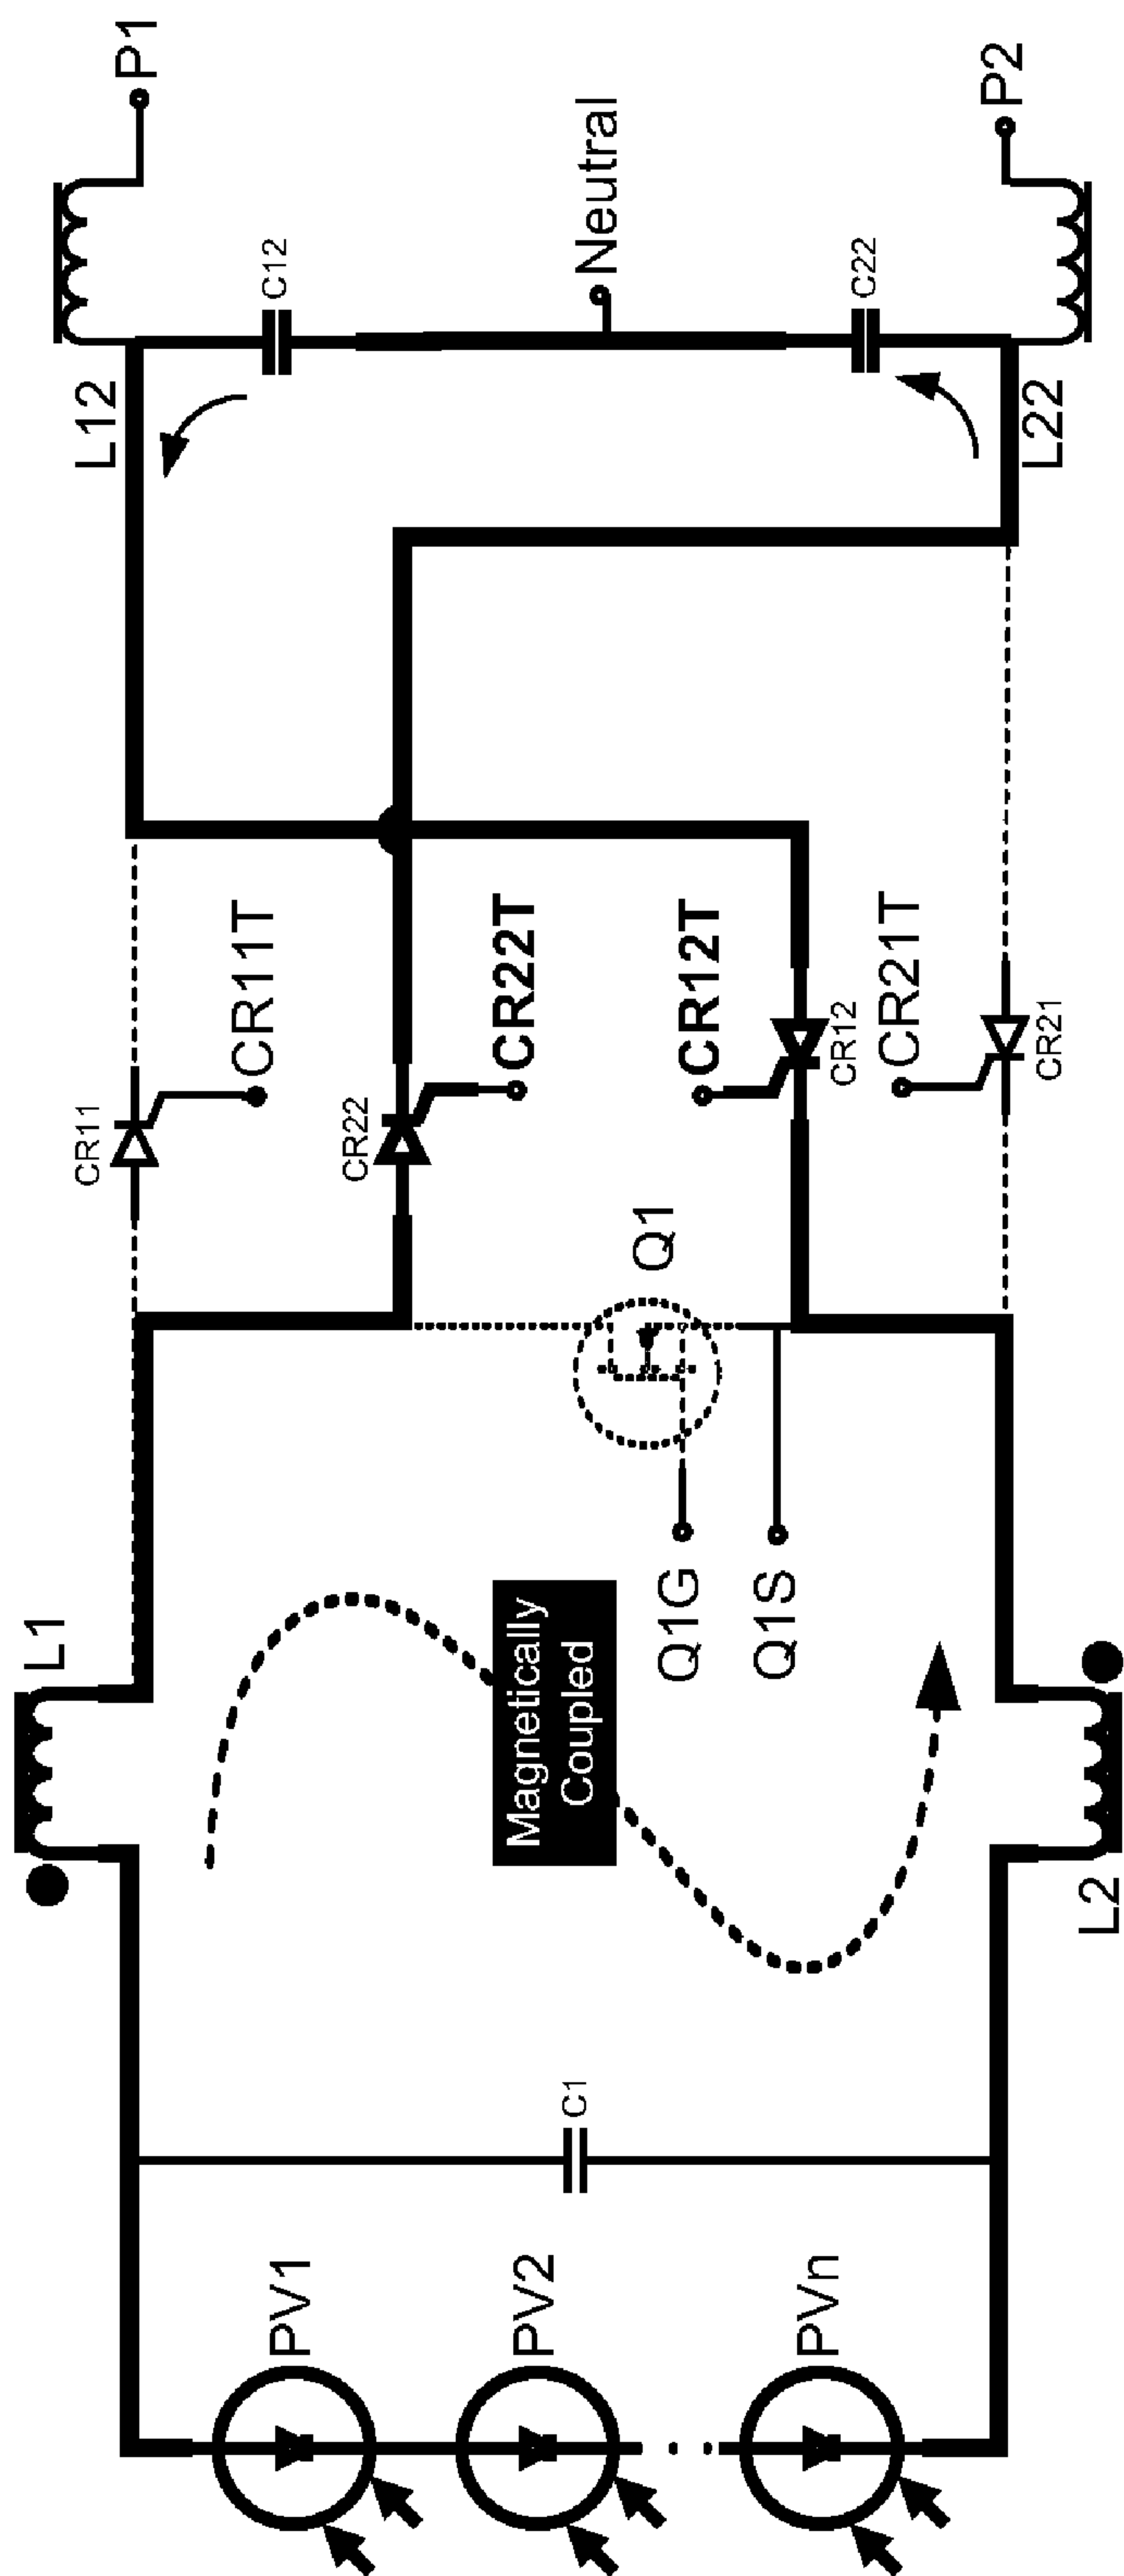 P1
P2
C12
Neutral
C22
L12
L22
CR11T
CR22T
CR12T
CR21T
CR11
CR22
CR12
CR21
Q1
Q1G
Q1S
L1
Magnetically
Coupled
L2
C1
PV1
PV2
PVn